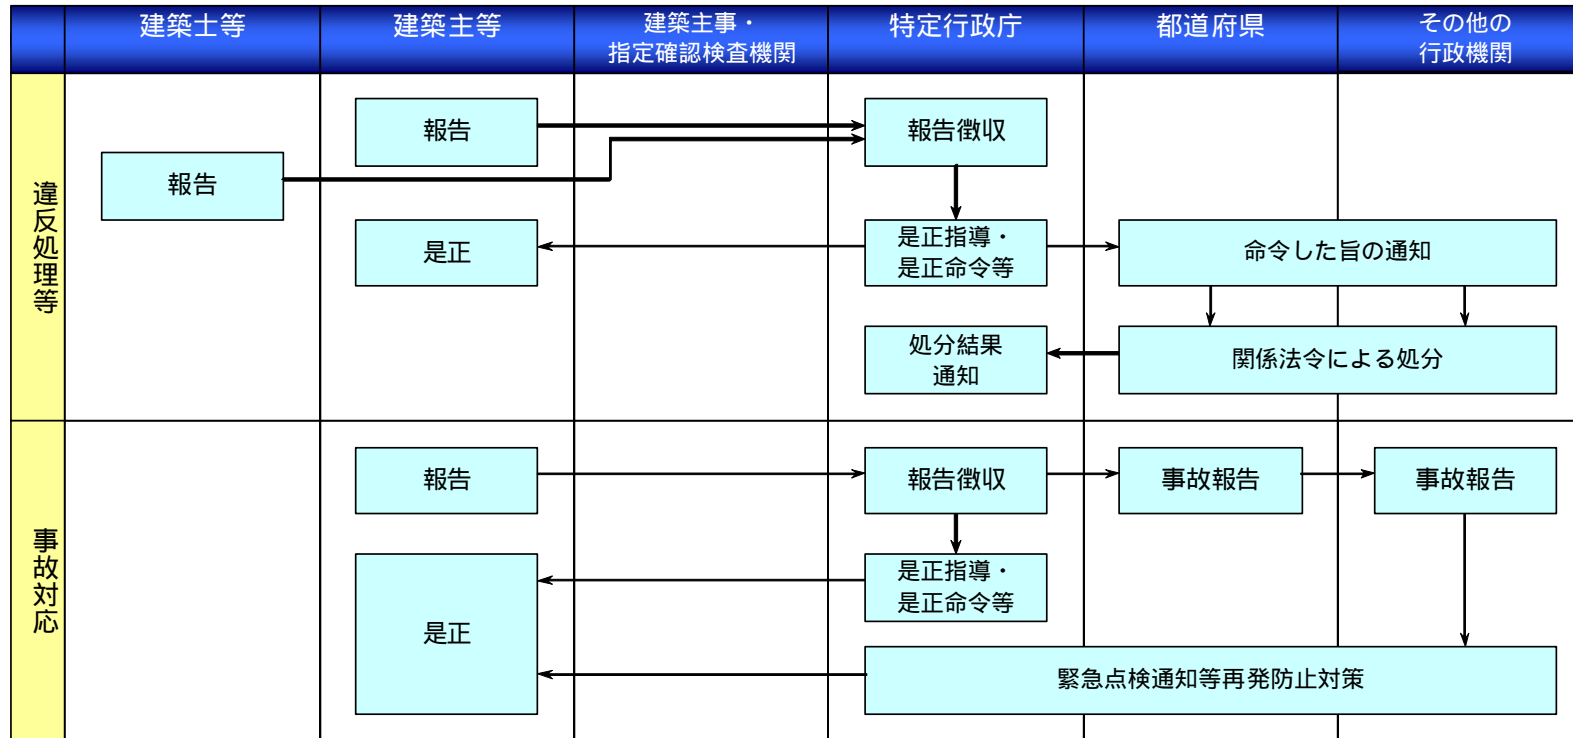 建築士等
建築主等
建築主事・
指定確認検査機関
特定行政庁
都道府県
その他の
行政機関
違反処理等
報告
報告徴収
報告
是正
是正指導・
是正命令等
命令した旨の通知
処分結果
通知
関係法令による処分
事故対応
報告
報告徴収
事故報告
事故報告
是正指導・
是正命令等
是正
緊急点検通知等再発防止対策